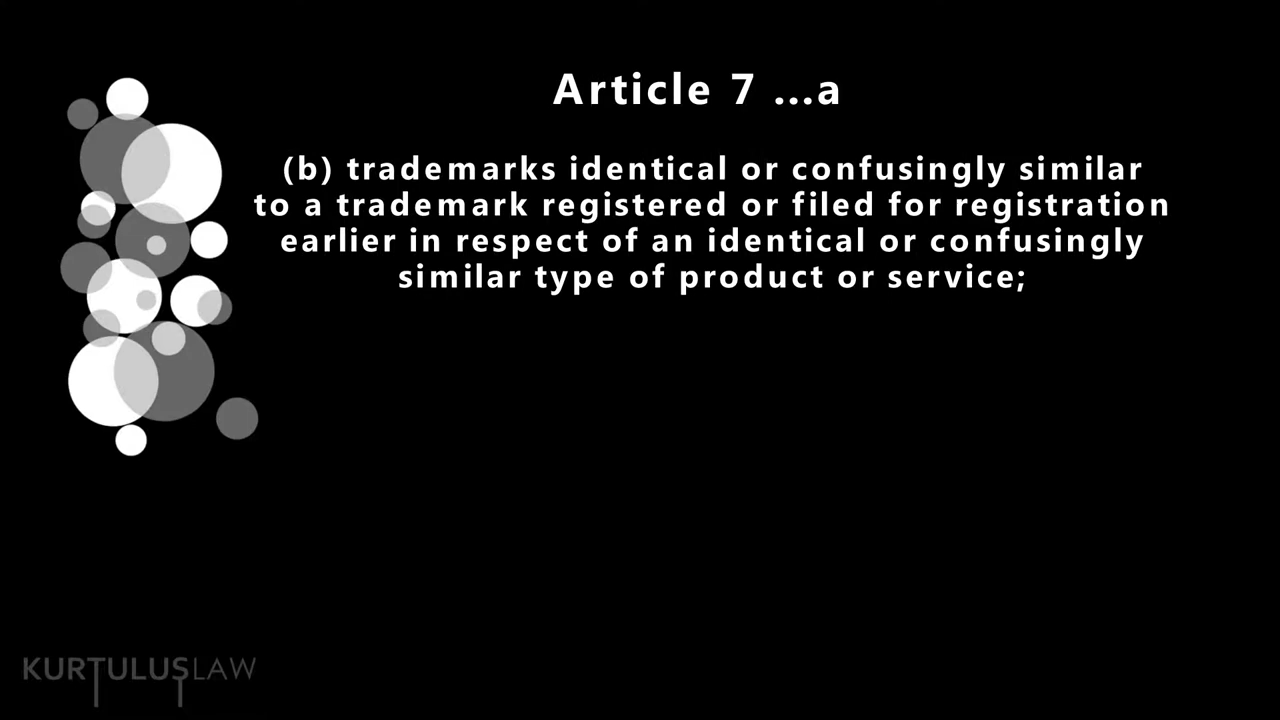 Article 7 ...a
(b) trademarks identical or confusingly similar
to a trademark registered or filed for registration
earlier in respect of an identical or confusingly
similar type of product or service;
KURTULUSLAW